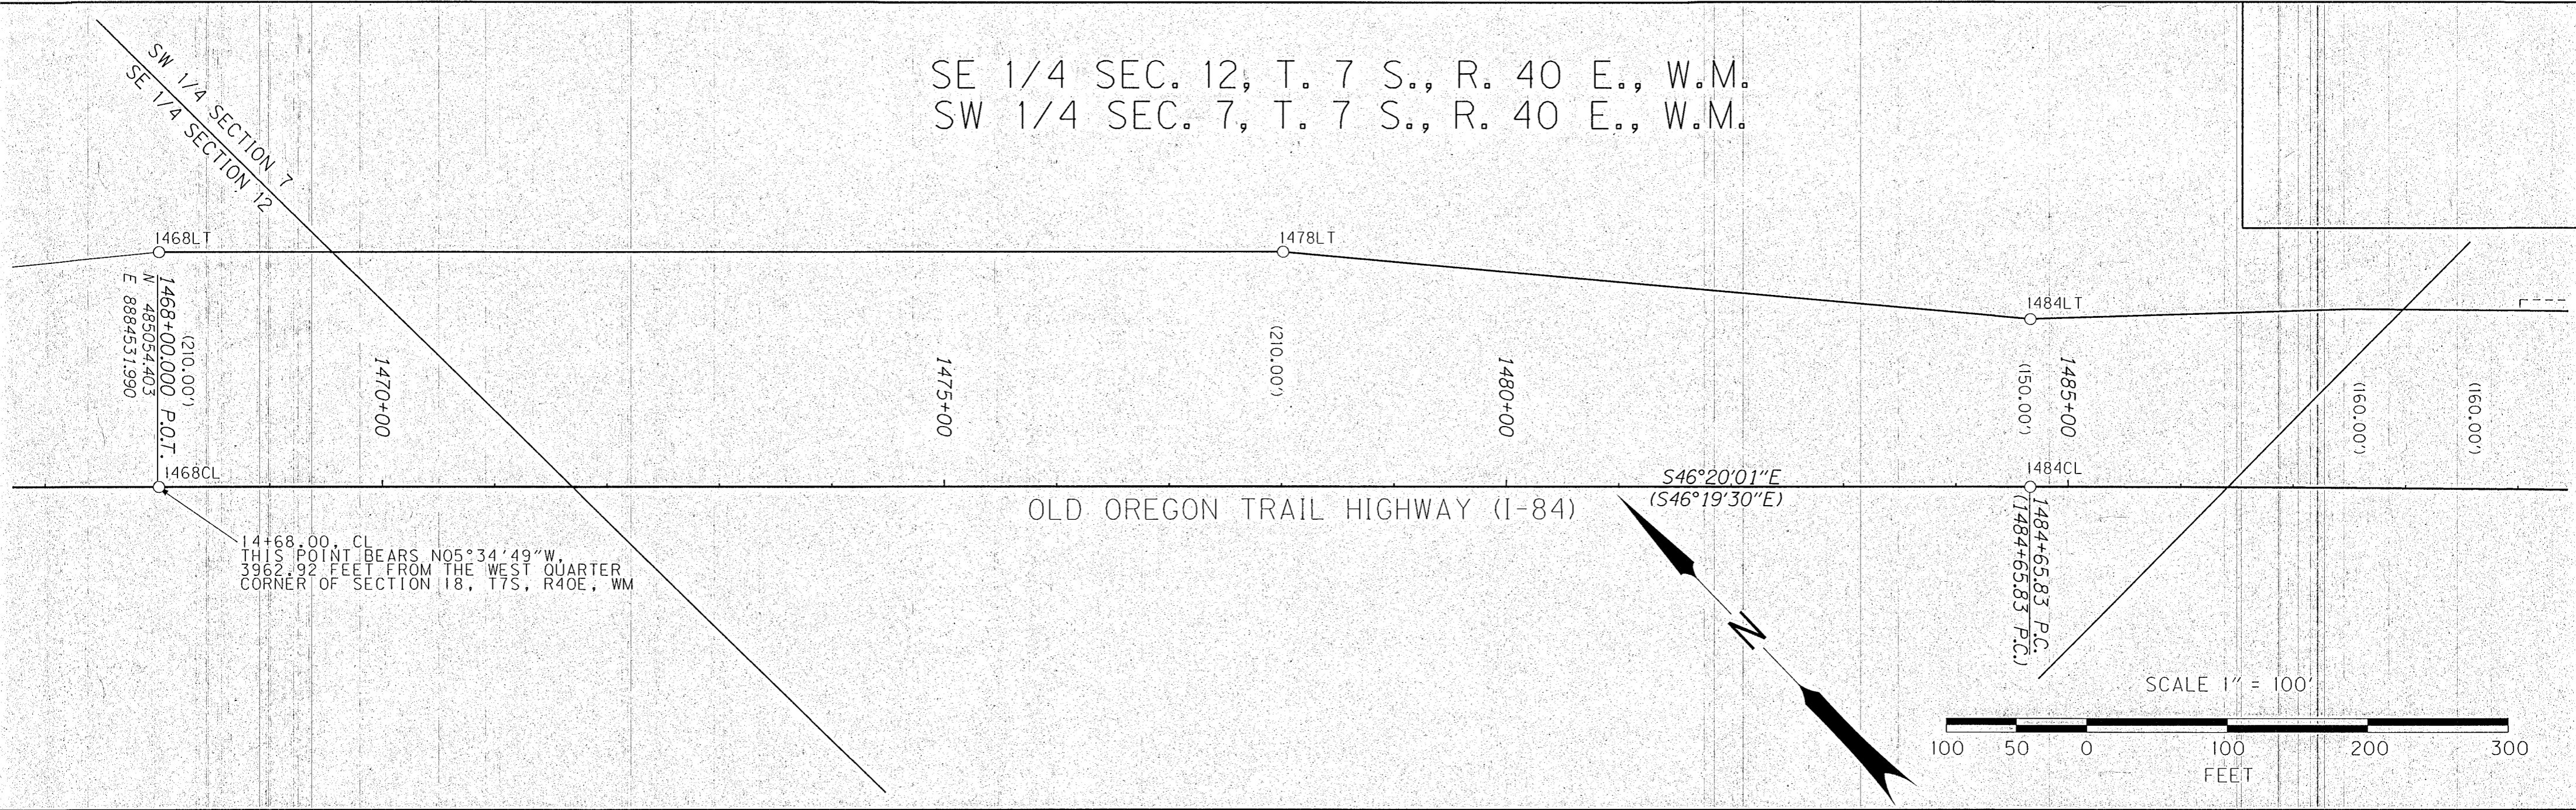 SE 1/4 SEC. 12, T. 7 S., R. 40 E., W.M.
SW 1/4 SEC. 7, T. 7 S., R. 40 E., W.M.
SW 1/4 SECTION 7
SE 1/4 SECTION 12
1468LT
1478LT
1484LT
(210.00')
1468+00.000 P.O.T.
N 485054.403
E 8884531.990
1470+00
1475+00
(210.00')
1480+00
(150.00')
1485+00
(160.00')
(160.00')
1468CL
1484CL
S46°20'01"E
(S46°19'30"E)
OLD OREGON TRAIL HIGHWAY (I-84)
1484+65.83 P.C.
(1484+65.83 P.C.)
14+68.00, CL
THIS POINT BEARS N05°34'49"W,
3962.92 FEET FROM THE WEST QUARTER
CORNER OF SECTION 18, T7S, R40E, WM
N
SCALE 1" = 100'
100 50 0 100 200 300
FEET